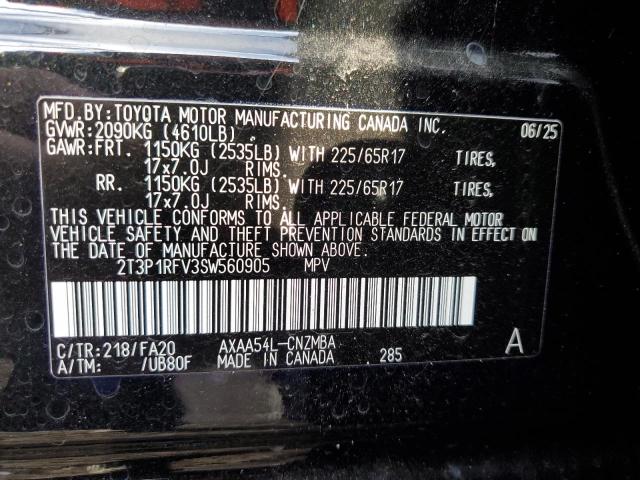 MFD.BY:TOYOTA MOTOR MANUFACTURING CANADA INC. 06/25
GVWR:2090KG (4610LB)
GAWR:FRT. 1150KG (2535LB) WITH 225/65R17 TIRES,
17x7.0J RIMS.
RR. 1150KG (2535LB) WITH 225/65R17 TIRES,
17x7.0J RIMS.
THIS VEHICLE CONFORMS TO ALL APPLICABLE FEDERAL MOTOR
VEHICLE SAFETY AND THEFT PREVENTION STANDARDS IN EFFECT ON
THE DATE OF MANUFACTURE SHOWN ABOVE.
2T3P1RFV3SW560905 MPV
C/TR:218/FA20 AXAA54L-CNZMBA A
A/TM: /UB80F MADE IN CANADA 285